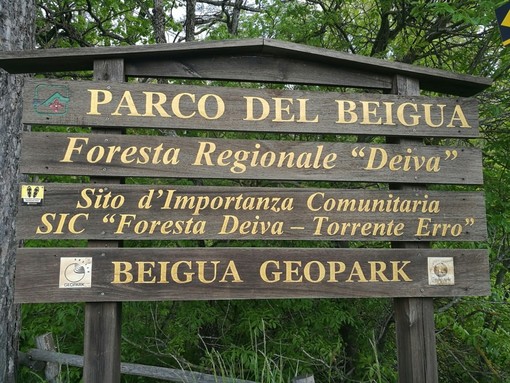 PARCO DEL BEIGUA
Foresta Regionale “Deiva”
Sito d’Importanza Comunitaria
SIC “Foresta Deiva – Torrente Erro”
BEIGUA GEOPARK